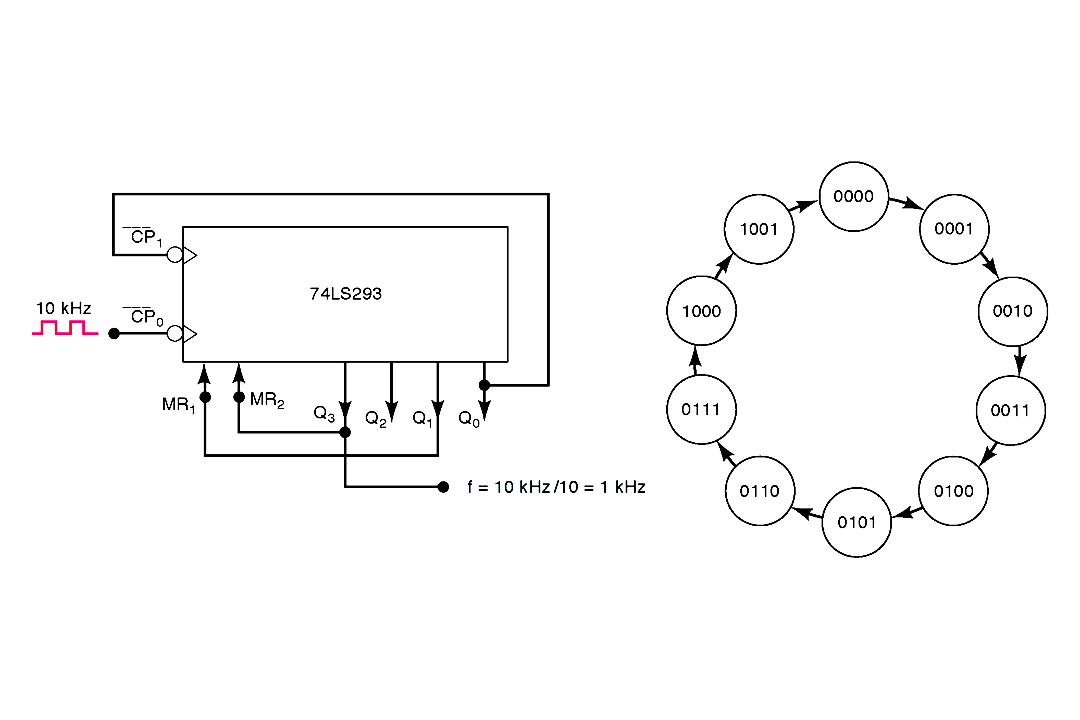 CP1
74LS293
10 kHz
CP0
MR1
MR2
Q3
Q2
Q1
Q0
f = 10 kHz/10 = 1 kHz
0000
0001
0010
0011
0100
0101
0110
0111
1000
1001